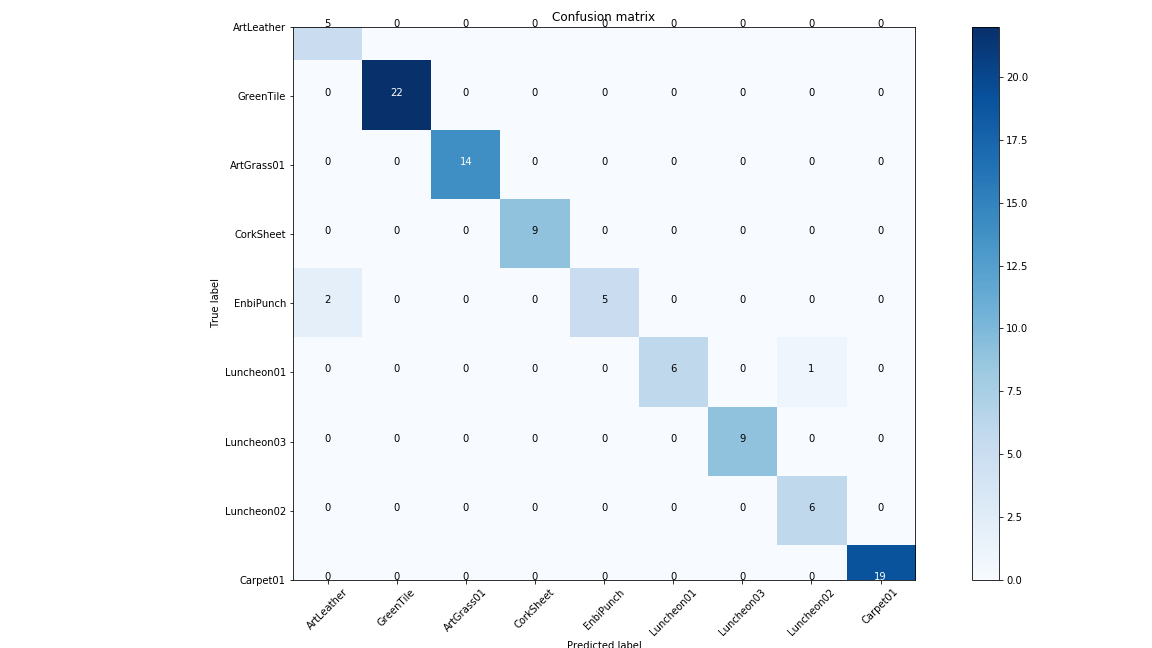 Confusion matrix
ArtLeather 5 0 0 0 0 0 0 0 0
GreenTile 0 22 0 0 0 0 0 0 0
ArtGrass01 0 0 14 0 0 0 0 0 0
CorkSheet 0 0 0 9 0 0 0 0 0
EnbiPunch 2 0 0 0 5 0 0 0 0
Luncheon01 0 0 0 0 0 6 0 1 0
Luncheon03 0 0 0 0 0 0 9 0 0
Luncheon02 0 0 0 0 0 0 0 6 0
Carpet01 0 0 0 0 0 0 0 0 19
True label
ArtLeather GreenTile ArtGrass01 CorkSheet EnbiPunch Luncheon01 Luncheon03 Luncheon02 Carpet01
Predicted label
20.0
17.5
15.0
12.5
10.0
7.5
5.0
2.5
0.0